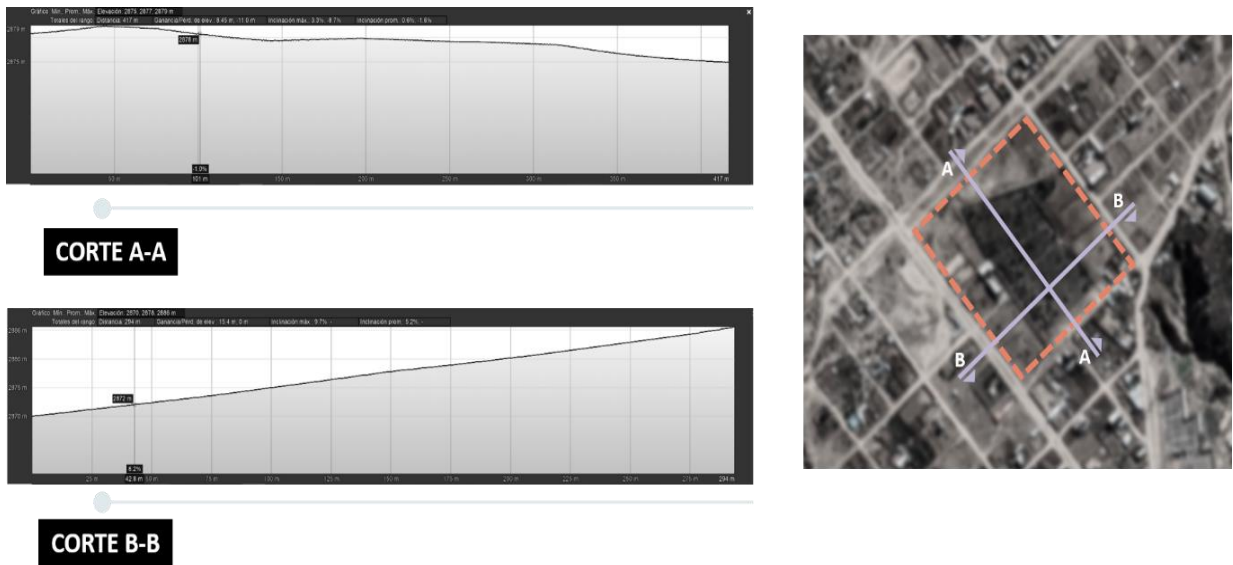 Gráfico Mín. Prom. Máx. Elevación: 2875, 2877, 2879 m
Totales del rango: Distancia: 417 m Ganancia/Pérd. de elev.: 8.45 m, -11.0 m Inclinación máx.: 3.3%, -8.7% Inclinación prom.: 0.6%, -1.6%
2879 m
2878 m
2875 m
-1.0%
50 m 101 m 150 m 200 m 250 m 300 m 350 m 417 m
CORTE A-A
Gráfico Mín. Prom. Máx. Elevación: 2870, 2878, 2886 m
Totales del rango: Distancia: 294 m Ganancia/Pérd. de elev.: 15.4 m, 0 m Inclinación máx.: 9.7%, - Inclinación prom.: 5.2%, -
2885 m
2880 m
2875 m
2872 m
2870 m
5.2%
25 m 42.8 m 50 m 75 m 100 m 125 m 150 m 175 m 200 m 225 m 250 m 275 m 294 m
CORTE B-B
A
B
B
A